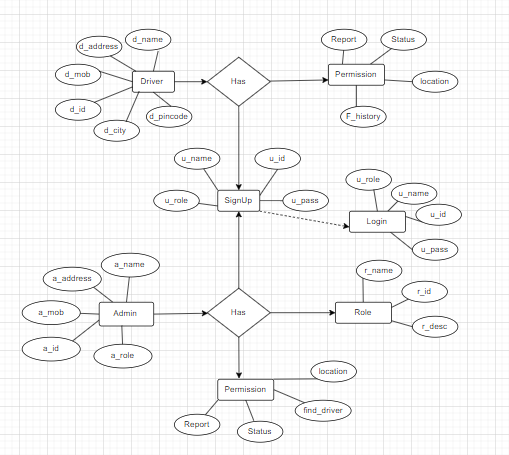 d_name
d_address
Report
Status
d_mob
Driver
Has
Permission
location
d_id
d_pincode
F_history
d_city
u_name
u_id
u_role
u_name
u_role
SignUp
u_pass
u_id
Login
u_pass
a_name
r_name
a_address
r_id
a_mob
Admin
Has
Role
r_desc
a_id
a_role
location
Permission
find_driver
Report
Status